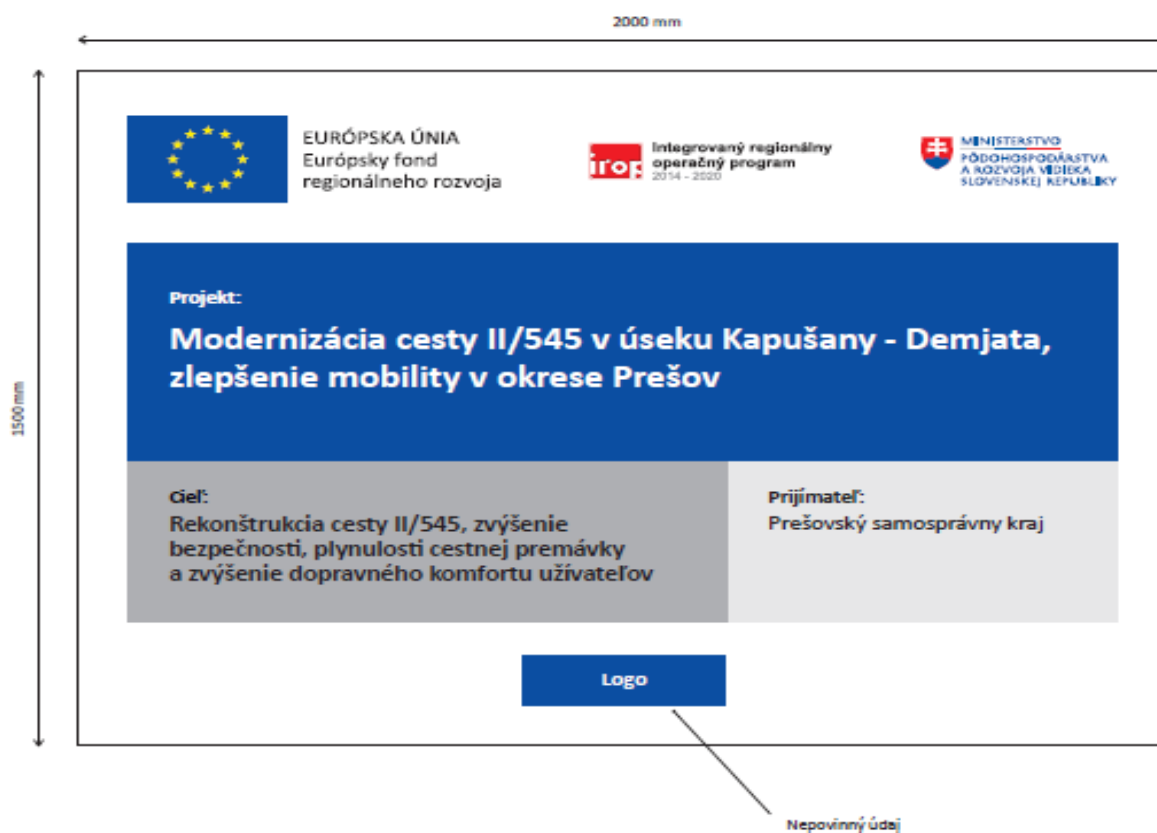 2000 mm
1500 mm
EURÓPSKA ÚNIA
Európsky fond
regionálneho rozvoja
irop
Integrovaný regionálny
operačný program
2014 - 2020
MINISTERSTVO
PÔDOHOSPODÁRSTVA
A ROZVOJA VIDIEKA
SLOVENSKEJ REPUBLIKY
Projekt:
Modernizácia cesty II/545 v úseku Kapušany - Demjata,
zlepšenie mobility v okrese Prešov
Cieľ:
Rekonštrukcia cesty II/545, zvýšenie
bezpečnosti, plynulosti cestnej premávky
a zvýšenie dopravného komfortu užívateľov
Prijímateľ:
Prešovský samosprávny kraj
Logo
Nepovinný údaj